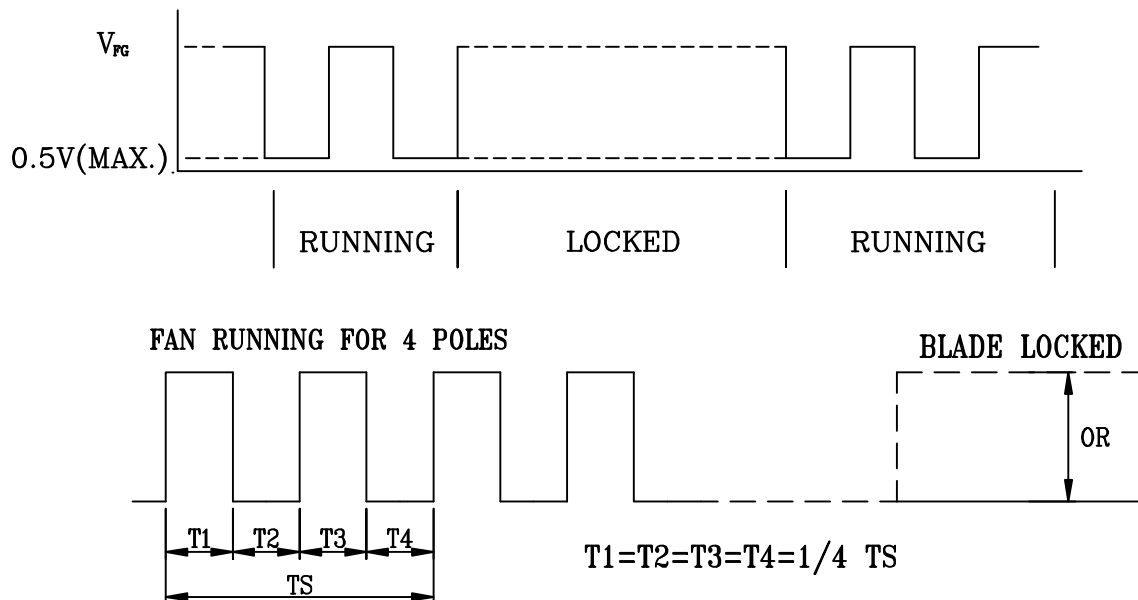 V_FG
0.5V(MAX.)
RUNNING LOCKED RUNNING
FAN RUNNING FOR 4 POLES
BLADE LOCKED
OR
T1 T2 T3 T4
T1=T2=T3=T4=1/4 TS
TS